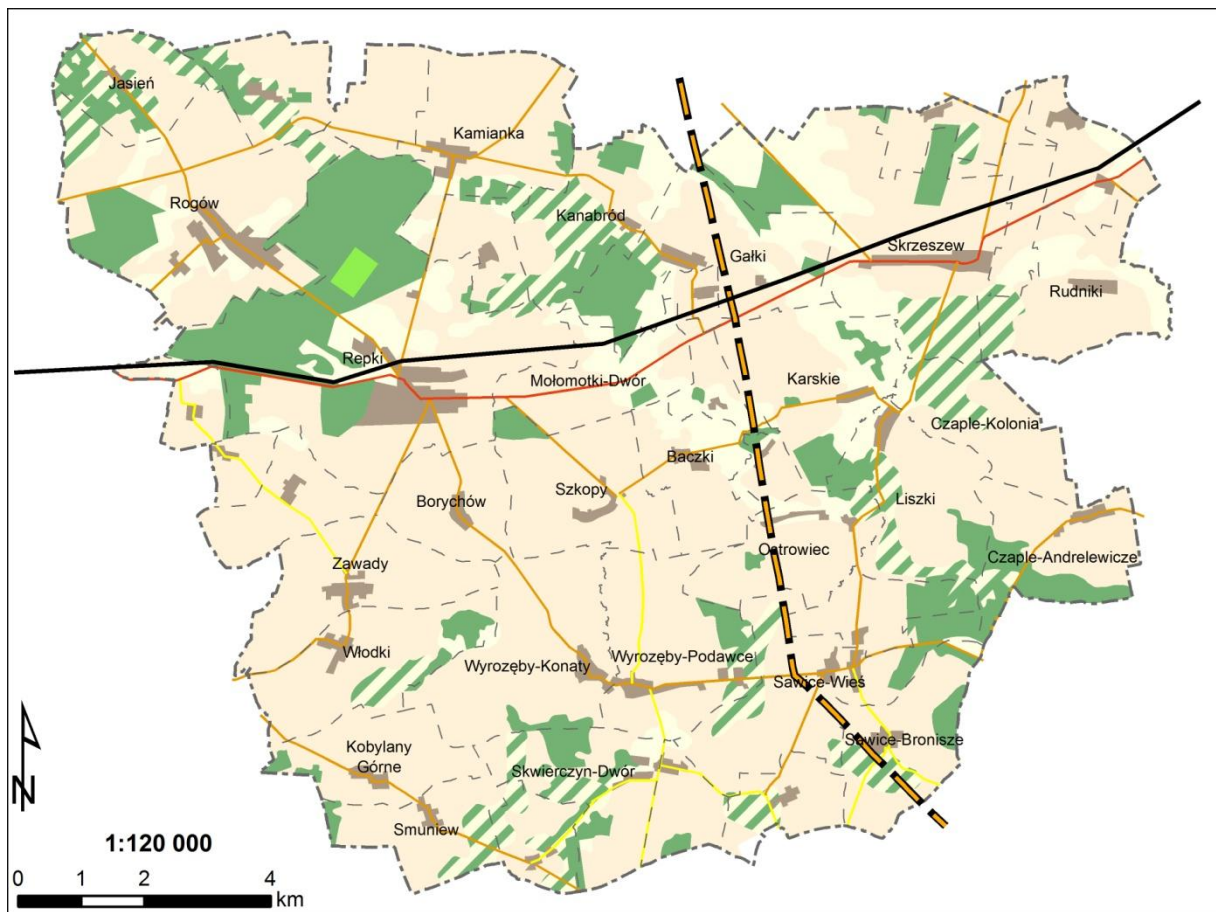 Jasień
Kamianka
Rogów
Kanabród
Gałki
Skrzeszew
Rudniki
Repki
Mołomotki-Dwór
Karskie
Czaple-Kolonia
Baczki
Szkopy
Borychów
Liszki
Ostrowiec
Czaple-Andrelewicze
Zawady
Włodki
Wyrozęby-Konaty
Wyrozęby-Podawce
Sawice-Wieś
Sawice-Bronisze
Kobylany
Górne
Skwierczyn-Dwór
Smuniew
N
1:120 000
0 1 2 4
km